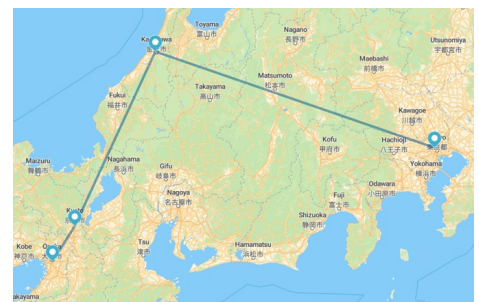 Toyama
富山市
Nagano
長野市
Utsunomiya
宇都宮市
Maebashi
前橋市
Matsumoto
松本市
Takayama
高山市
Fukui
福井市
Kawagoe
川越市
Hachioji
八王子市
Kofu
甲府市
Yokohama
横浜市
Maizuru
舞鶴市
Nagahama
長浜市
Gifu
岐阜市
Odawara
小田原市
Nagoya
名古屋市
Fuji
富士市
Shizuoka
静岡市
Kobe
神戸市
Tsu
津市
Hamamatsu
浜松市
akayama